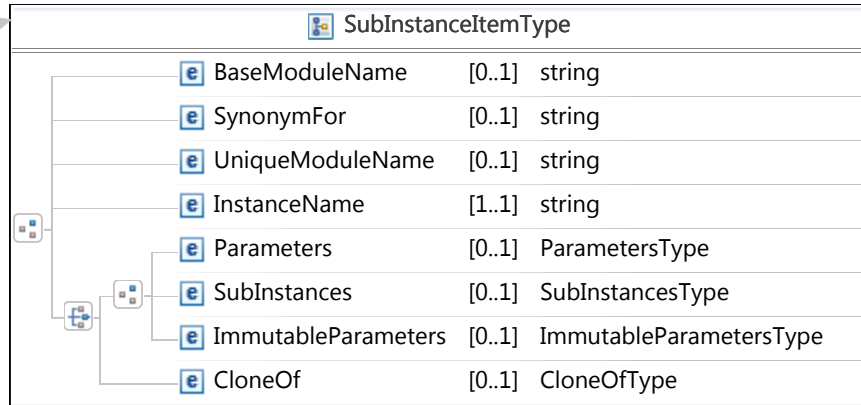 SubInstanceItemType
e BaseModuleName [0..1] string
e SynonymFor [0..1] string
e UniqueModuleName [0..1] string
e InstanceName [1..1] string
e Parameters [0..1] ParametersType
e SubInstances [0..1] SubInstancesType
e ImmutableParameters [0..1] ImmutableParametersType
e CloneOf [0..1] CloneOfType